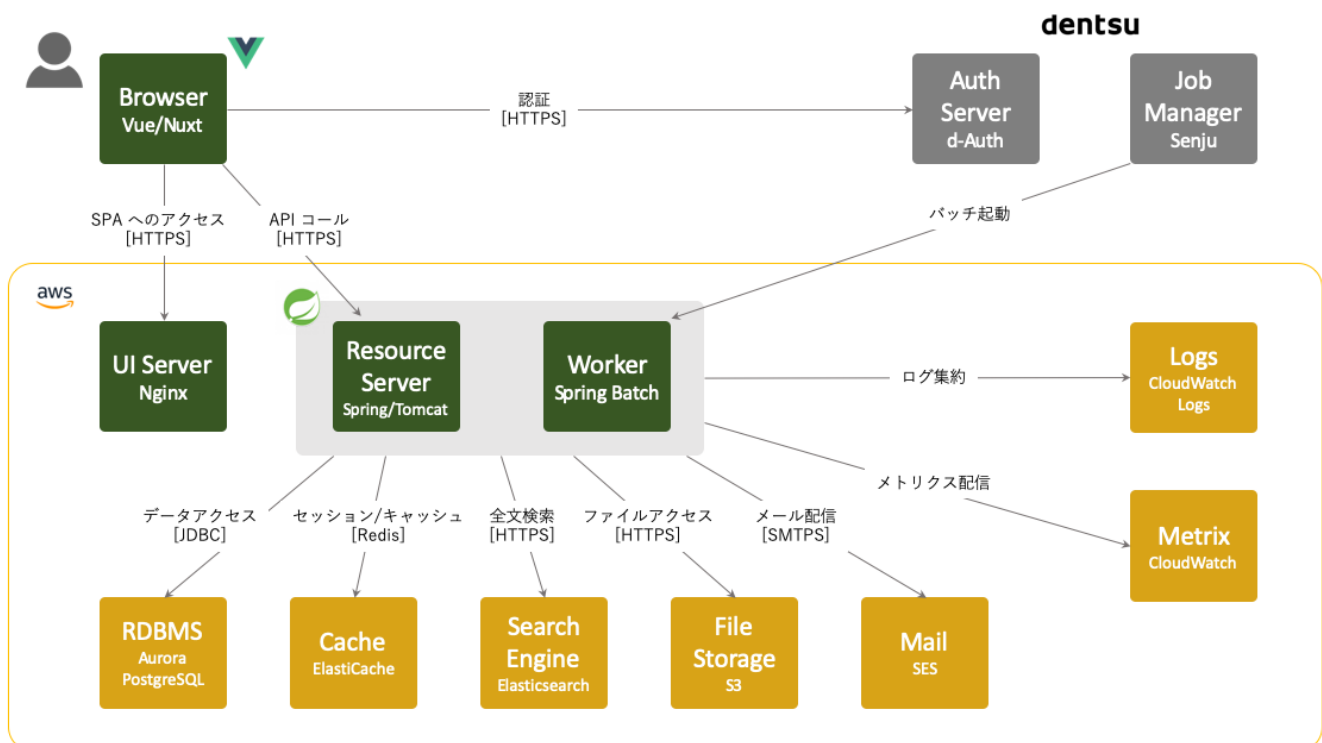 dentsu
Browser
Vue/Nuxt
認証
[HTTPS]
Auth
Server
d-Auth
Job
Manager
Senju
SPA へのアクセス
[HTTPS]
API コール
[HTTPS]
バッチ起動
aws
UI Server
Nginx
Resource
Server
Spring/Tomcat
Worker
Spring Batch
ログ集約
Logs
CloudWatch
Logs
メトリクス配信
Metrix
CloudWatch
データアクセス
[JDBC]
セッション/キャッシュ
[Redis]
全文検索
[HTTPS]
ファイルアクセス
[HTTPS]
メール配信
[SMTPS]
RDBMS
Aurora
PostgreSQL
Cache
ElastiCache
Search
Engine
Elasticsearch
File
Storage
S3
Mail
SES